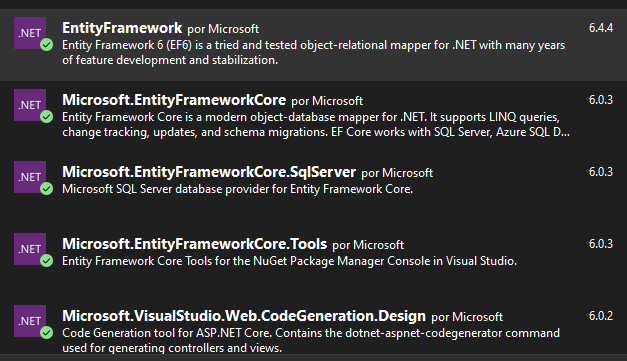 .NET
EntityFramework por Microsoft 6.4.4
Entity Framework 6 (EF6) is a tried and tested object-relational mapper for .NET with many years
of feature development and stabilization.
.NET
Microsoft.EntityFrameworkCore por Microsoft 6.0.3
Entity Framework Core is a modern object-database mapper for .NET. It supports LINQ queries,
change tracking, updates, and schema migrations. EF Core works with SQL Server, Azure SQL D...
.NET
Microsoft.EntityFrameworkCore.SqlServer por Microsoft 6.0.3
Microsoft SQL Server database provider for Entity Framework Core.
.NET
Microsoft.EntityFrameworkCore.Tools por Microsoft 6.0.3
Entity Framework Core Tools for the NuGet Package Manager Console in Visual Studio.
.NET
Microsoft.VisualStudio.Web.CodeGeneration.Design por Microsoft 6.0.2
Code Generation tool for ASP.NET Core. Contains the dotnet-aspnet-codegenerator command
used for generating controllers and views.